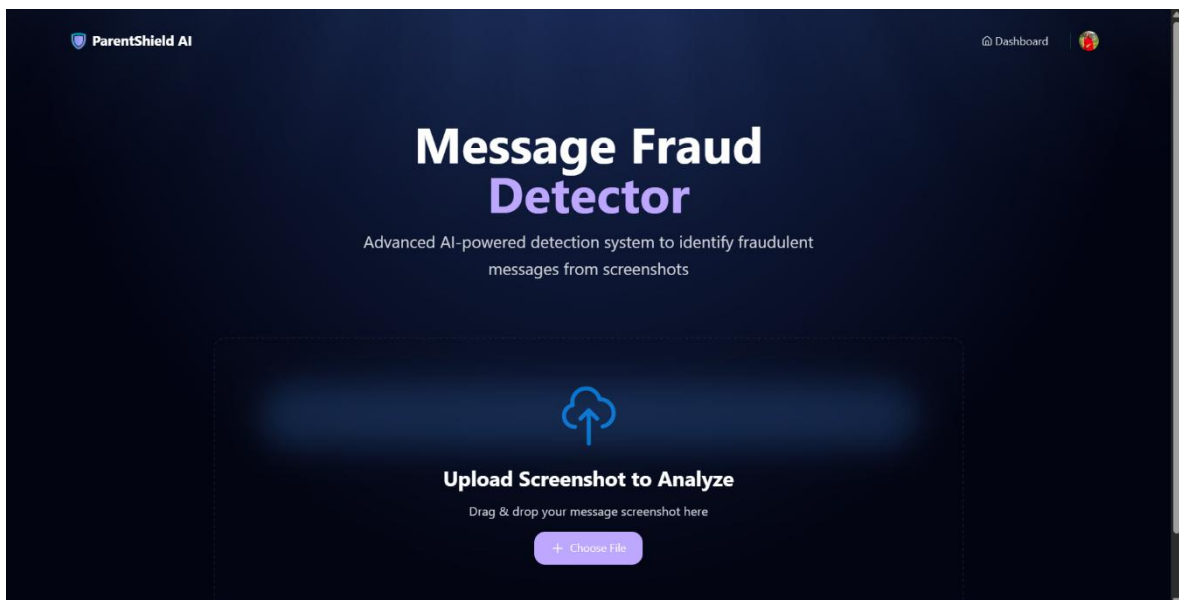 ParentShield AI
Dashboard
Message Fraud
Detector
Advanced AI-powered detection system to identify fraudulent
messages from screenshots
Upload Screenshot to Analyze
Drag & drop your message screenshot here
+ Choose File